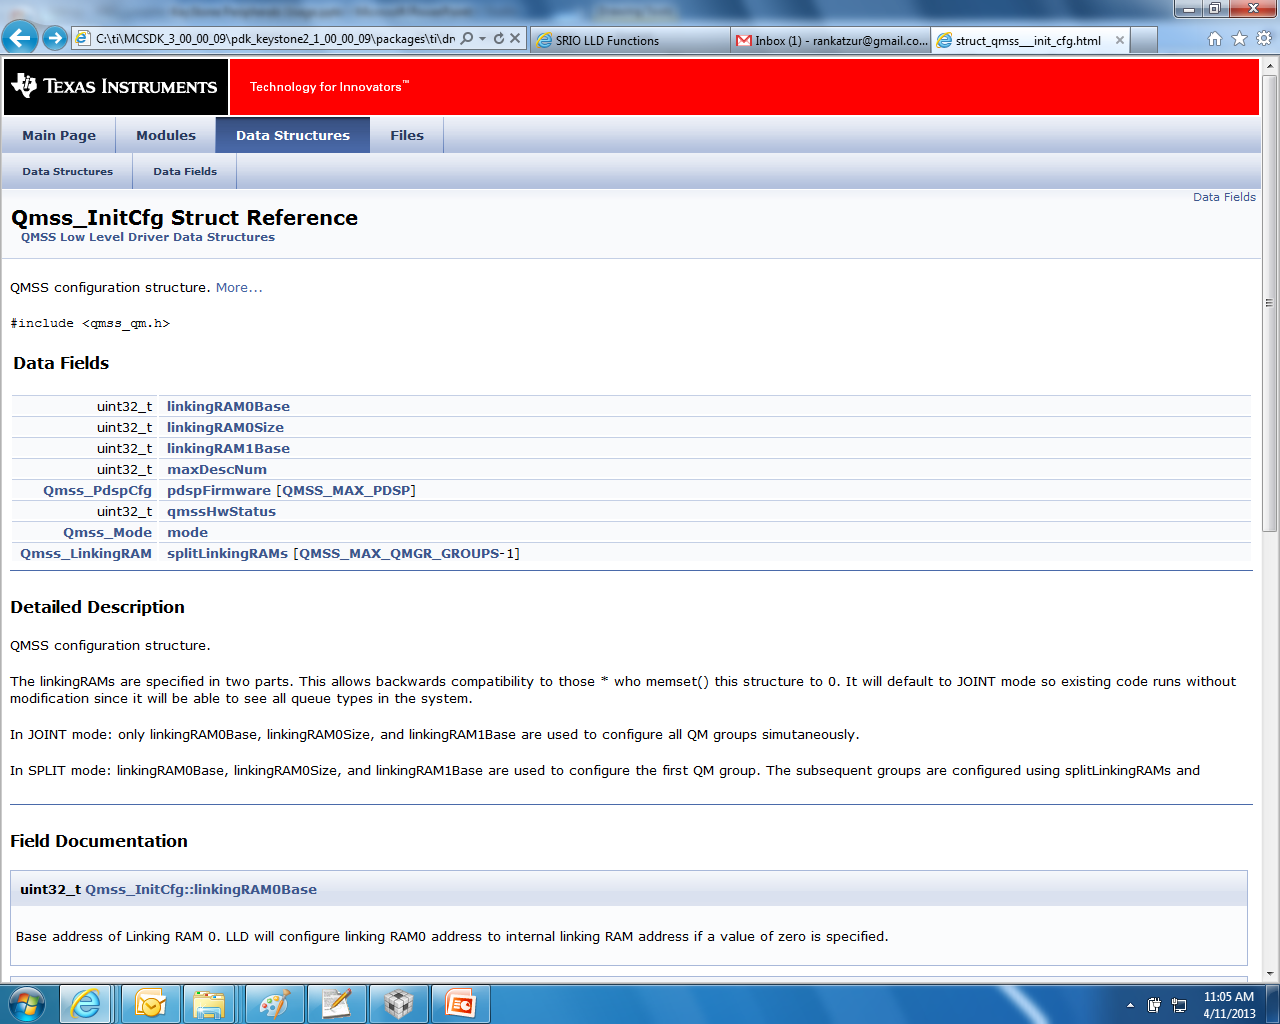 C:\ti\MCSDK_3_00_00_09\pdk_keystone2_1_00_00_09\packages\ti\dr
SRIO LLD Functions
Inbox (1) - rankatzur@gmail.co...
struct_qmss___init_cfg.html
TEXAS INSTRUMENTS
Technology for Innovators™
Main Page
Modules
Data Structures
Files
Data Structures
Data Fields
Data Fields
Qmss_InitCfg Struct Reference
QMSS Low Level Driver Data Structures
QMSS configuration structure. More...
#include <qmss_qm.h>
Data Fields
uint32_t linkingRAM0Base
uint32_t linkingRAM0Size
uint32_t linkingRAM1Base
uint32_t maxDescNum
Qmss_PdspCfg pdspFirmware [QMSS_MAX_PDSP]
uint32_t qmssHwStatus
Qmss_Mode mode
Qmss_LinkingRAM splitLinkingRAMs [QMSS_MAX_QMGR_GROUPS-1]
Detailed Description
QMSS configuration structure.
The linkingRAMs are specified in two parts. This allows backwards compatibility to those * who memset() this structure to 0. It will default to JOINT mode so existing code runs without
modification since it will be able to see all queue types in the system.
In JOINT mode: only linkingRAM0Base, linkingRAM0Size, and linkingRAM1Base are used to configure all QM groups simutaneously.
In SPLIT mode: linkingRAM0Base, linkingRAM0Size, and linkingRAM1Base are used to configure the first QM group. The subsequent groups are configured using splitLinkingRAMs and
Field Documentation
uint32_t Qmss_InitCfg::linkingRAM0Base
Base address of Linking RAM 0. LLD will configure linking RAM0 address to internal linking RAM address if a value of zero is specified.
11:05 AM
4/11/2013